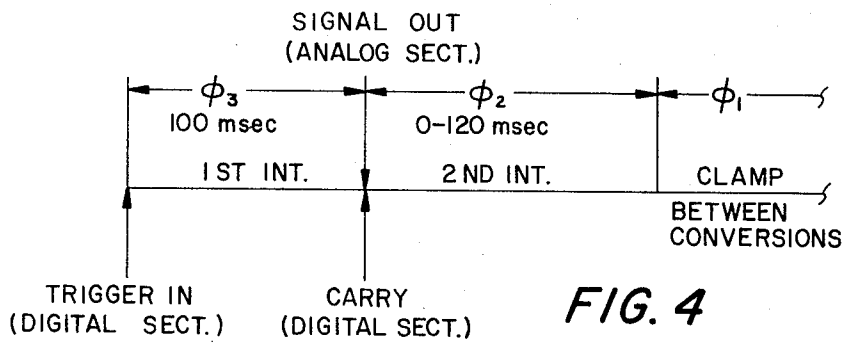 SIGNAL OUT
(ANALOG SECT.)
ϕ3
ϕ2
ϕ1
100 msec
0-120 msec
1ST INT.
2ND INT.
CLAMP
BETWEEN
CONVERSIONS
TRIGGER IN
(DIGITAL SECT.)
CARRY
(DIGITAL SECT.)
FIG. 4